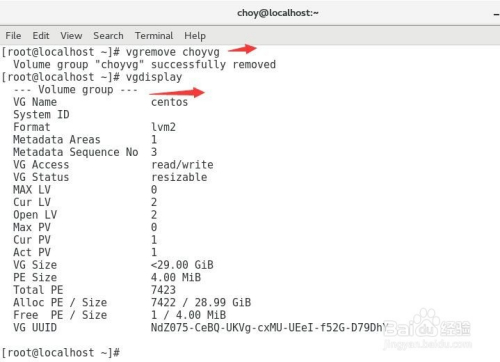 choy@localhost:~
File Edit View Search Terminal Help
[root@localhost ~]# vgremove choyvg
  Volume group "choyvg" successfully removed
[root@localhost ~]# vgdisplay
  --- Volume group ---
  VG Name               centos
  System ID
  Format                lvm2
  Metadata Areas        1
  Metadata Sequence No  3
  VG Access             read/write
  VG Status             resizable
  MAX LV                0
  Cur LV                2
  Open LV               2
  Max PV                0
  Cur PV                1
  Act PV                1
  VG Size               <29.00 GiB
  PE Size               4.00 MiB
  Total PE              7423
  Alloc PE / Size       7422 / 28.99 GiB
  Free  PE / Size       1 / 4.00 MiB
  VG UUID               NdZ075-CeBQ-UKVg-cxMU-UEeI-f52G-D79DhY
[root@localhost ~]#
Baidu 经验
jingyan.baidu.com